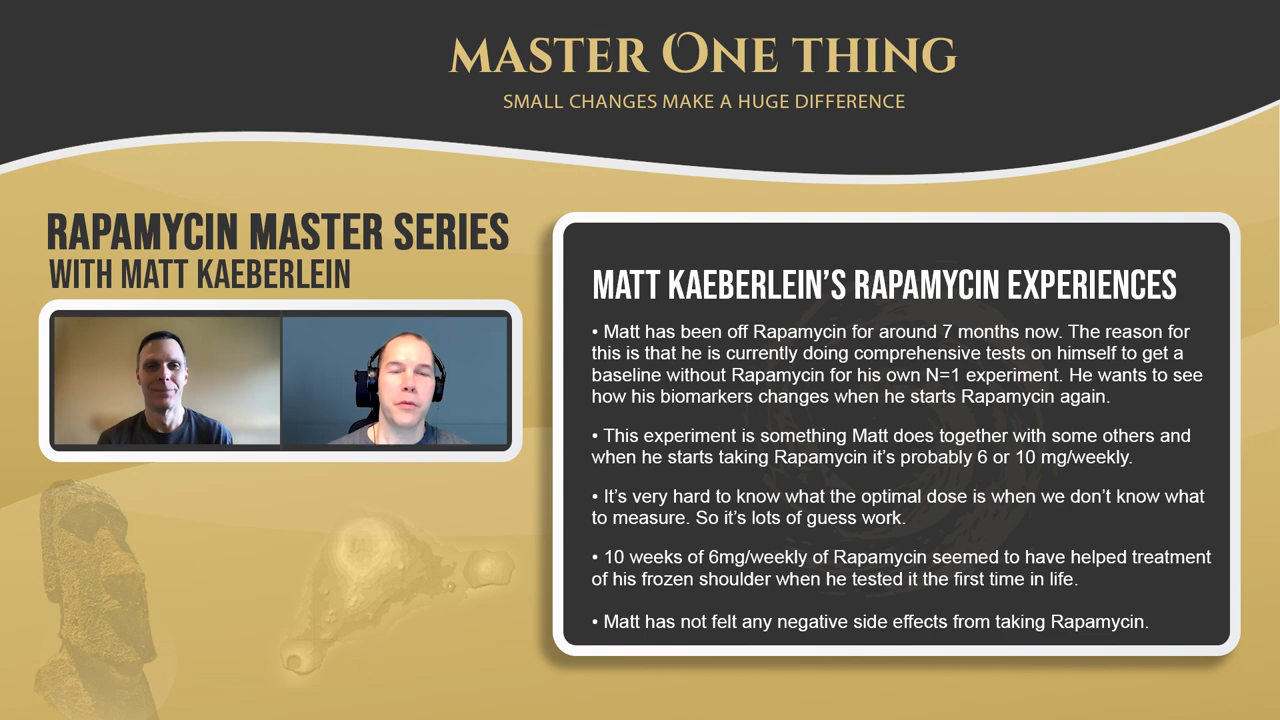 MASTER ONE THING
SMALL CHANGES MAKE A HUGE DIFFERENCE
RAPAMYCIN MASTER SERIES
WITH MATT KAEBERLEIN
MATT KAEBERLEIN’S RAPAMYCIN EXPERIENCES
• Matt has been off Rapamycin for around 7 months now. The reason for
this is that he is currently doing comprehensive tests on himself to get a
baseline without Rapamycin for his own N=1 experiment. He wants to see
how his biomarkers changes when he starts Rapamycin again.
• This experiment is something Matt does together with some others and
when he starts taking Rapamycin it’s probably 6 or 10 mg/weekly.
• It’s very hard to know what the optimal dose is when we don’t know what
to measure. So it’s lots of guess work.
• 10 weeks of 6mg/weekly of Rapamycin seemed to have helped treatment
of his frozen shoulder when he tested it the first time in life.
• Matt has not felt any negative side effects from taking Rapamycin.